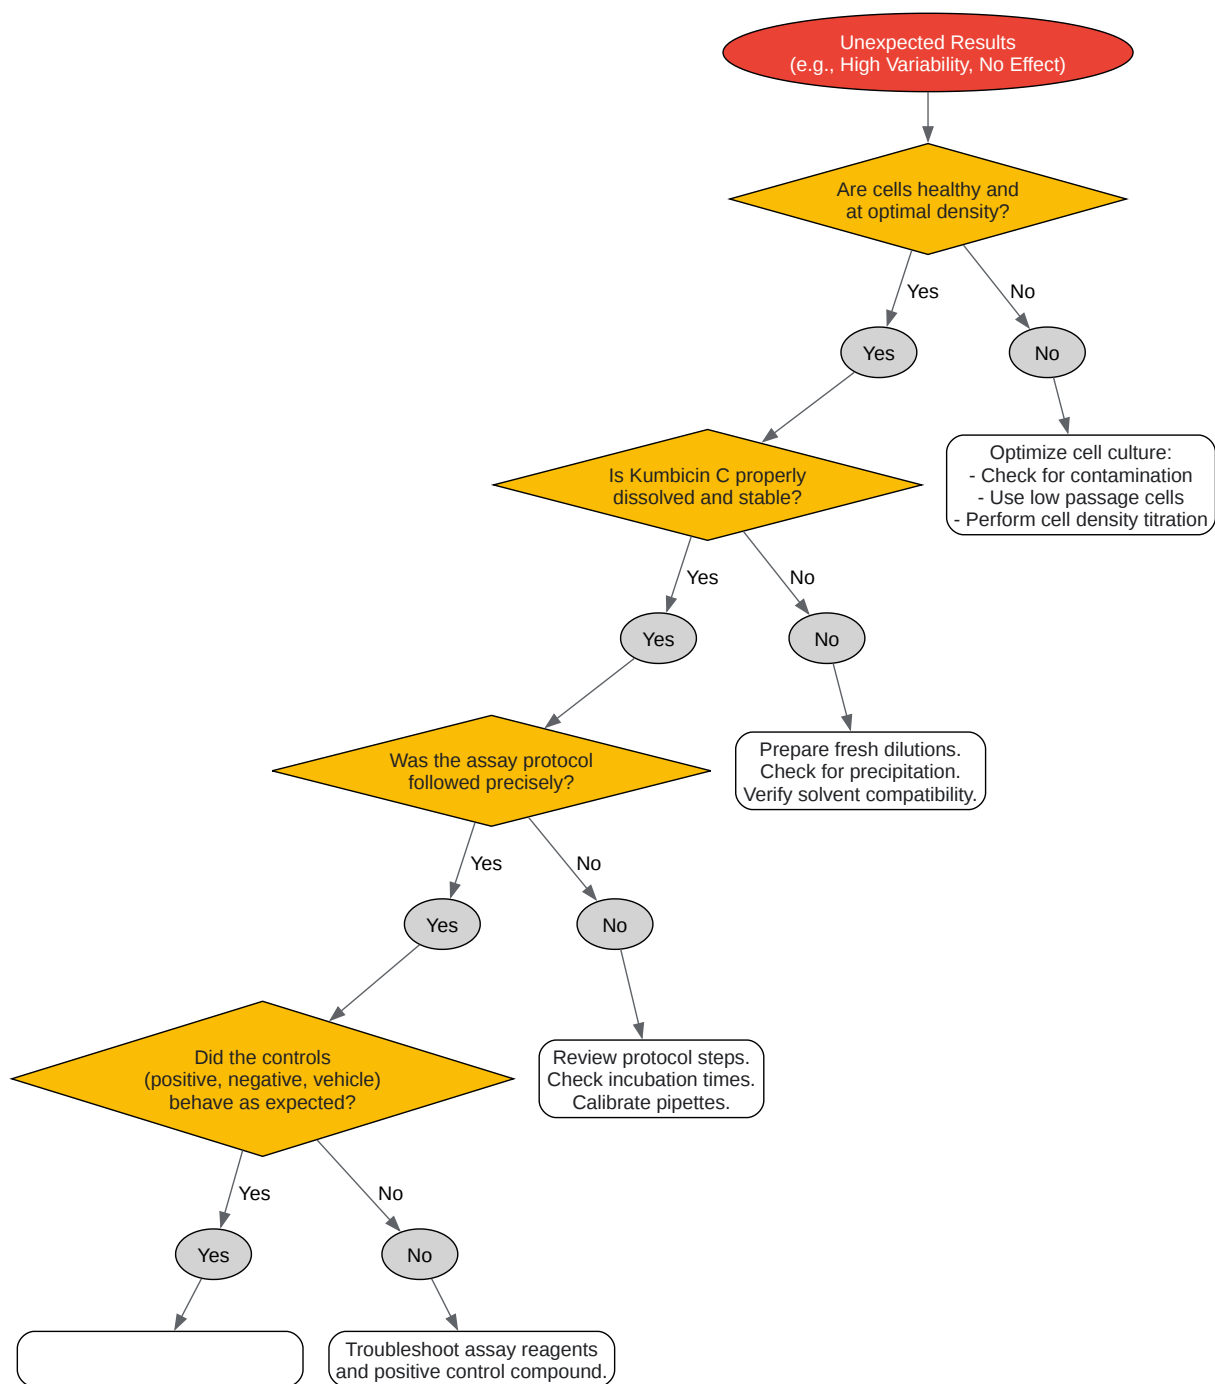 Unexpected Results
(e.g., High Variability, No Effect)
Are cells healthy and
at optimal density?
Yes
No
Yes
No
Optimize cell culture:
- Check for contamination
- Use low passage cells
- Perform cell density titration
Is Kumbicin C properly
dissolved and stable?
Yes
No
Yes
No
Prepare fresh dilutions.
Check for precipitation.
Verify solvent compatibility.
Was the assay protocol
followed precisely?
Yes
No
Yes
No
Review protocol steps.
Check incubation times.
Calibrate pipettes.
Did the controls
(positive, negative, vehicle)
behave as expected?
Yes
No
Yes
No
Troubleshoot assay reagents
and positive control compound.